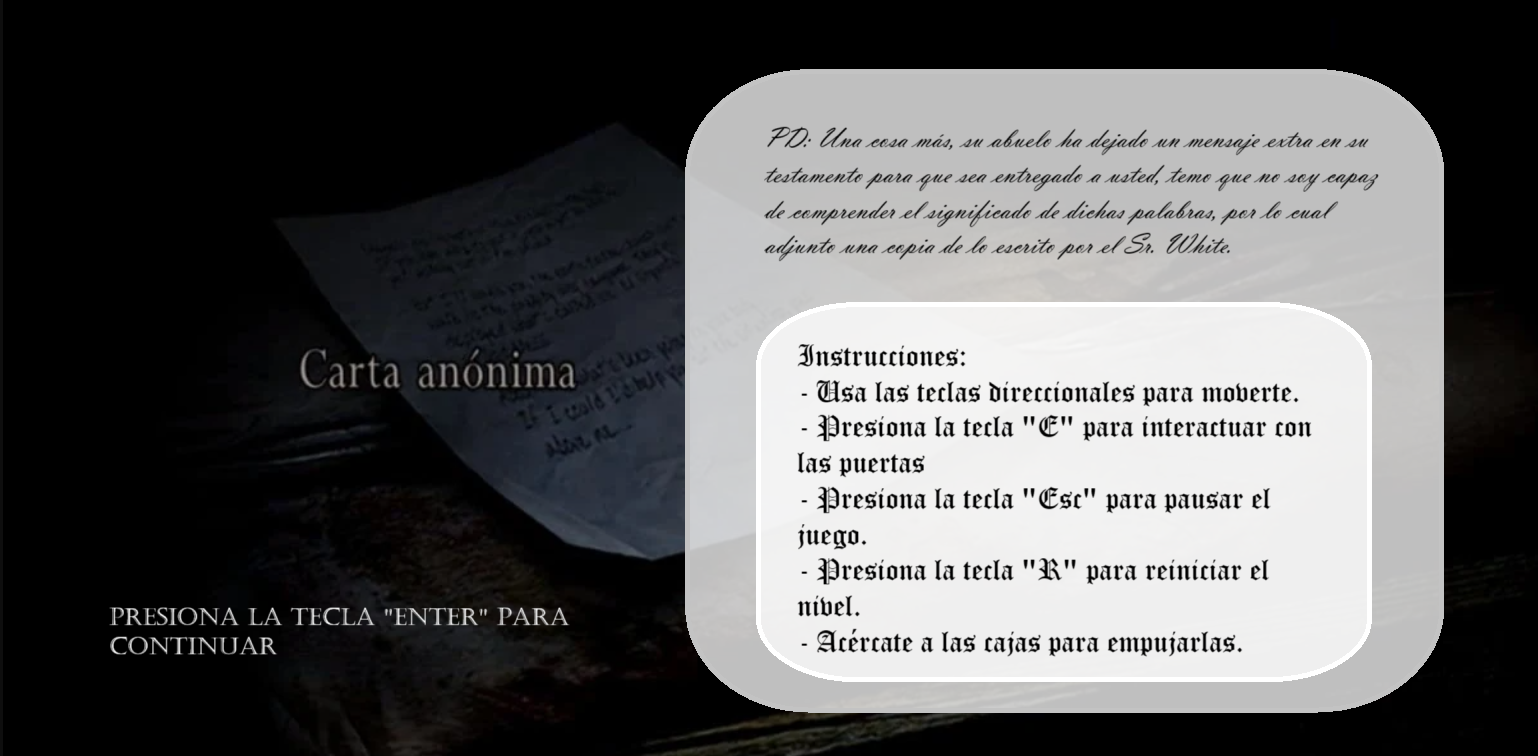 PD: Una cosa más, su abuelo ha dejado un mensaje extra en su
testamento para que sea entregado a usted, temo que no soy capaz
de comprender el significado de dichas palabras, por lo cual
adjunto una copia de lo escrito por el Sr. White.
Carta anónima
Instrucciones:
- Usa las teclas direccionales para moverte.
- Presiona la tecla "E" para interactuar con
las puertas
- Presiona la tecla "Esc" para pausar el
juego.
- Presiona la tecla "R" para reiniciar el
nivel.
- Acércate a las cajas para empujarlas.
PRESIONA LA TECLA "ENTER" PARA
CONTINUAR